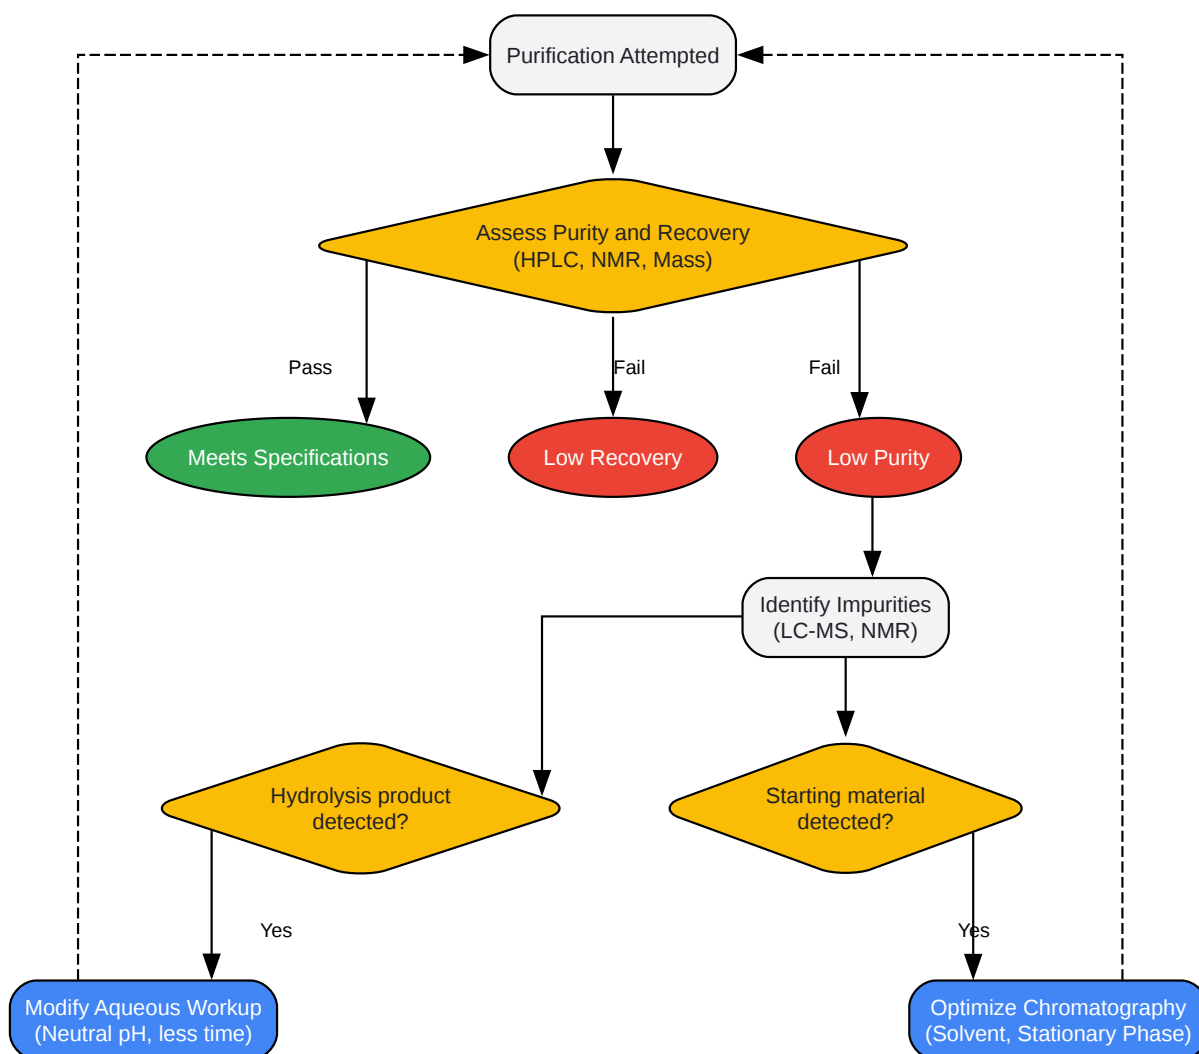 Purification Attempted
Assess Purity and Recovery
(HPLC, NMR, Mass)
Pass
Fail
Fail
Meets Specifications
Low Recovery
Low Purity
Identify Impurities
(LC-MS, NMR)
Hydrolysis product
detected?
Starting material
detected?
Yes
Yes
Modify Aqueous Workup
(Neutral pH, less time)
Optimize Chromatography
(Solvent, Stationary Phase)